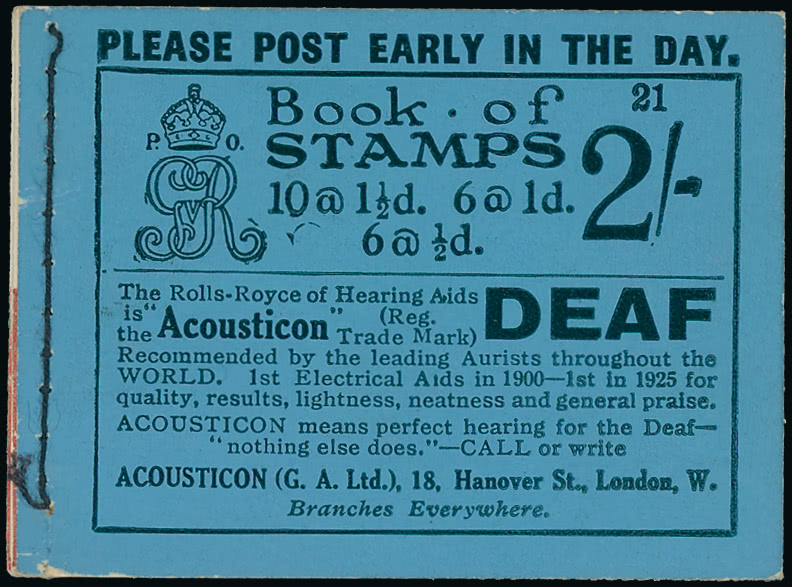 PLEASE POST EARLY IN THE DAY.
P. O.
GvR
Book · of
STAMPS
10 @ 1½d. 6 @ 1d.
6 @ ½d.
21
2/-
The Rolls-Royce of Hearing Aids
is "Acousticon" (Reg.
the Trade Mark)
DEAF
Recommended by the leading Aurists throughout the
WORLD. 1st Electrical Aids in 1900—1st in 1925 for
quality, results, lightness, neatness and general praise.
ACOUSTICON means perfect hearing for the Deaf—
"nothing else does."—CALL or write
ACOUSTICON (G. A. Ltd.), 18, Hanover St., London, W.
Branches Everywhere.